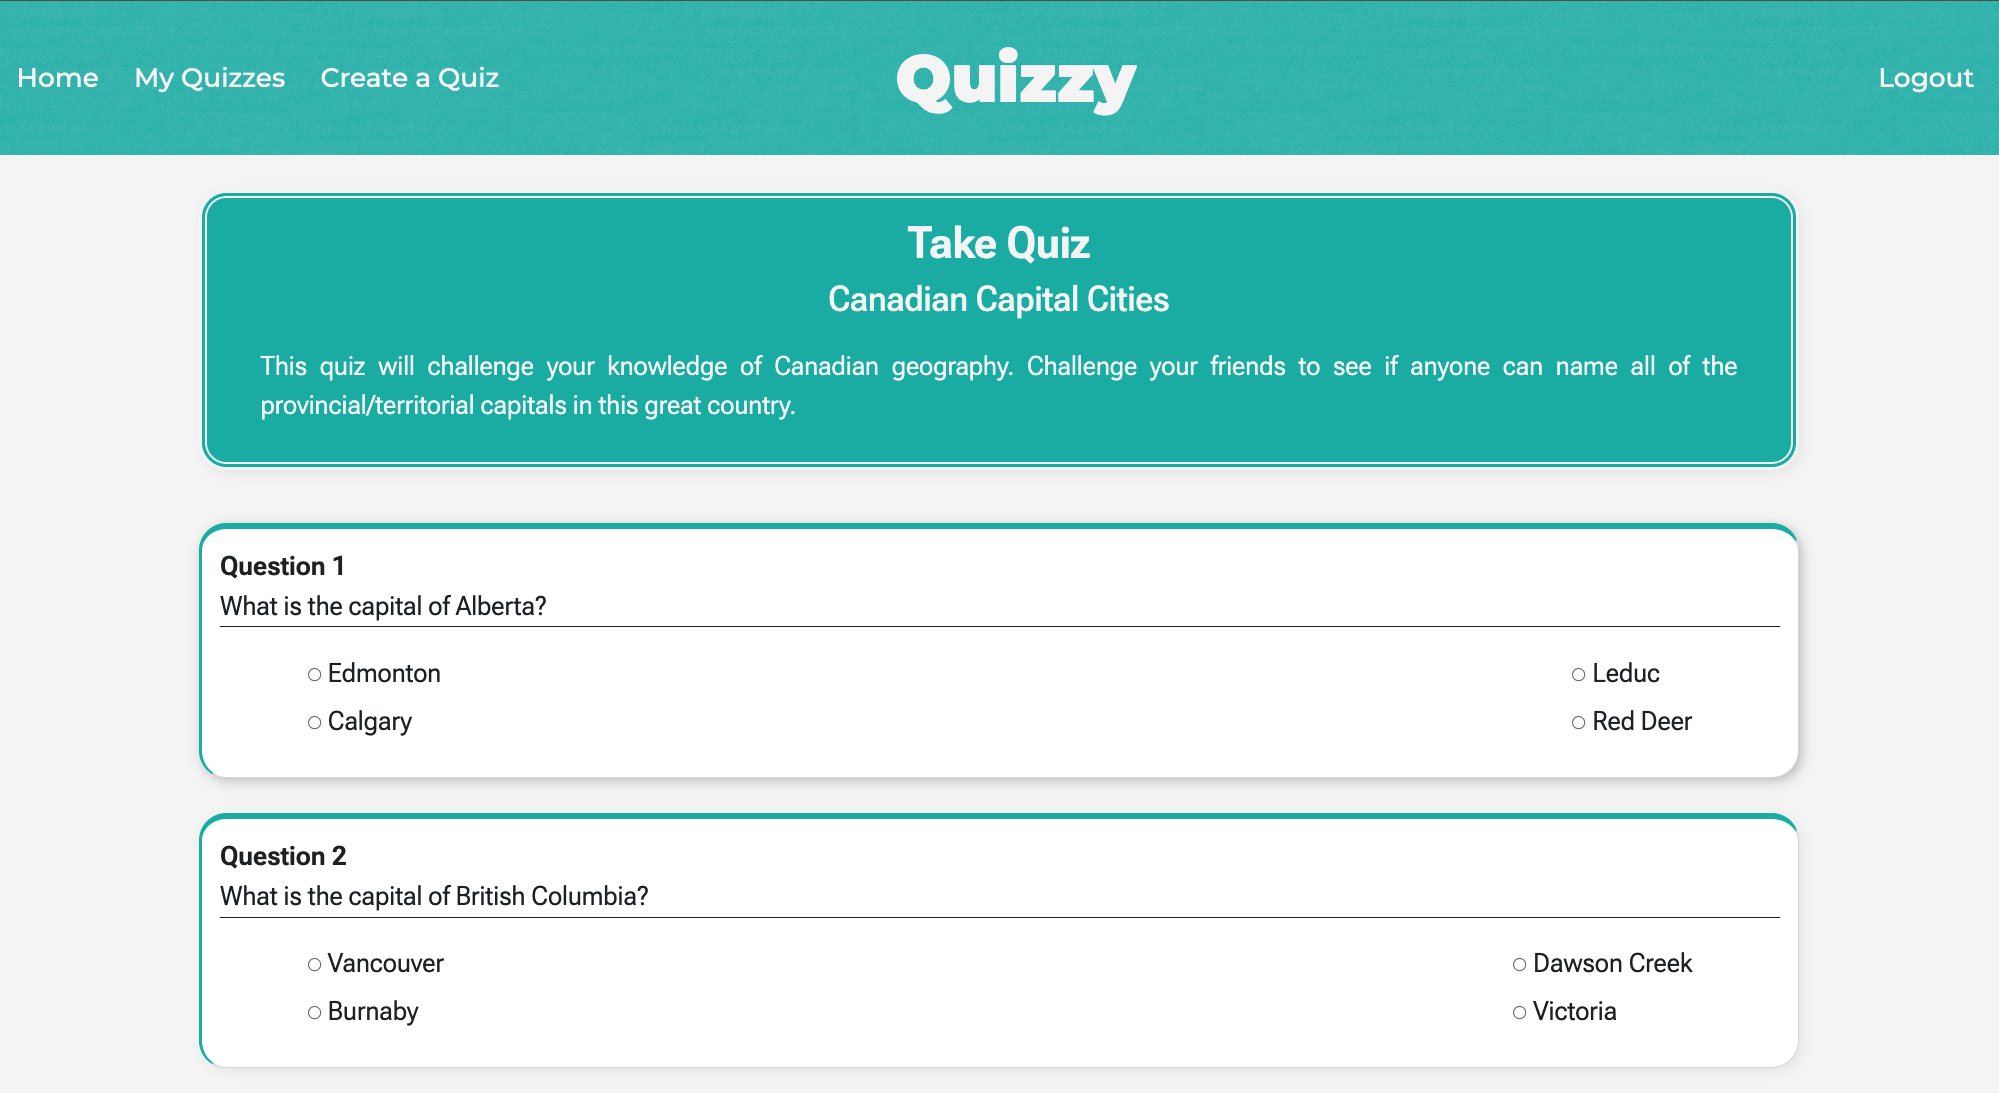 Home My Quizzes Create a Quiz Quizzy Logout
Take Quiz
Canadian Capital Cities
This quiz will challenge your knowledge of Canadian geography. Challenge your friends to see if anyone can name all of the
provincial/territorial capitals in this great country.
Question 1
What is the capital of Alberta?
Edmonton Leduc
Calgary Red Deer
Question 2
What is the capital of British Columbia?
Vancouver Dawson Creek
Burnaby Victoria